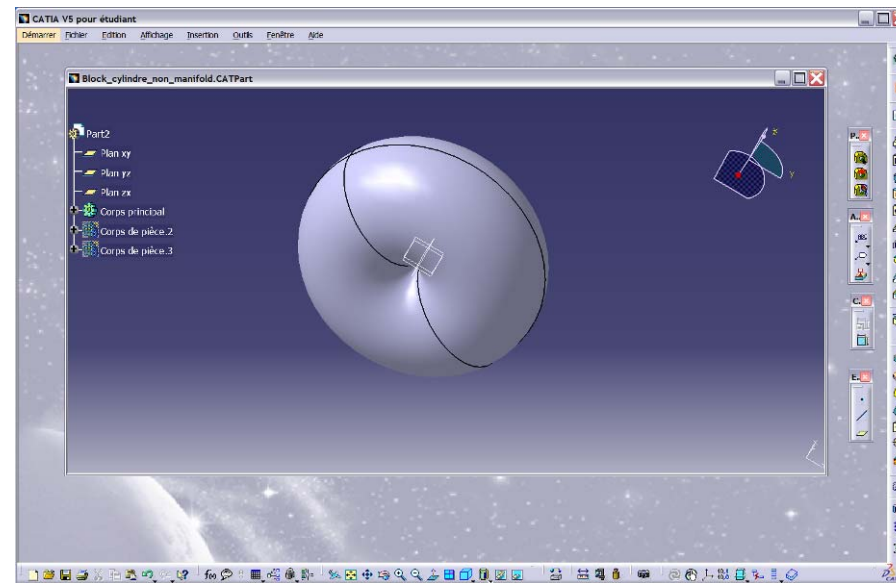 CATIA V5 pour étudiant
Démarrer Fichier Edition Affichage Insertion Outils Fenêtre Aide
Block_cylindre_non_manifold.CATPart
Part2
Plan xy
Plan yz
Plan zx
Corps principal
Corps de pièce.2
Corps de pièce.3
y
P..
A..
C..
E..
f(x)